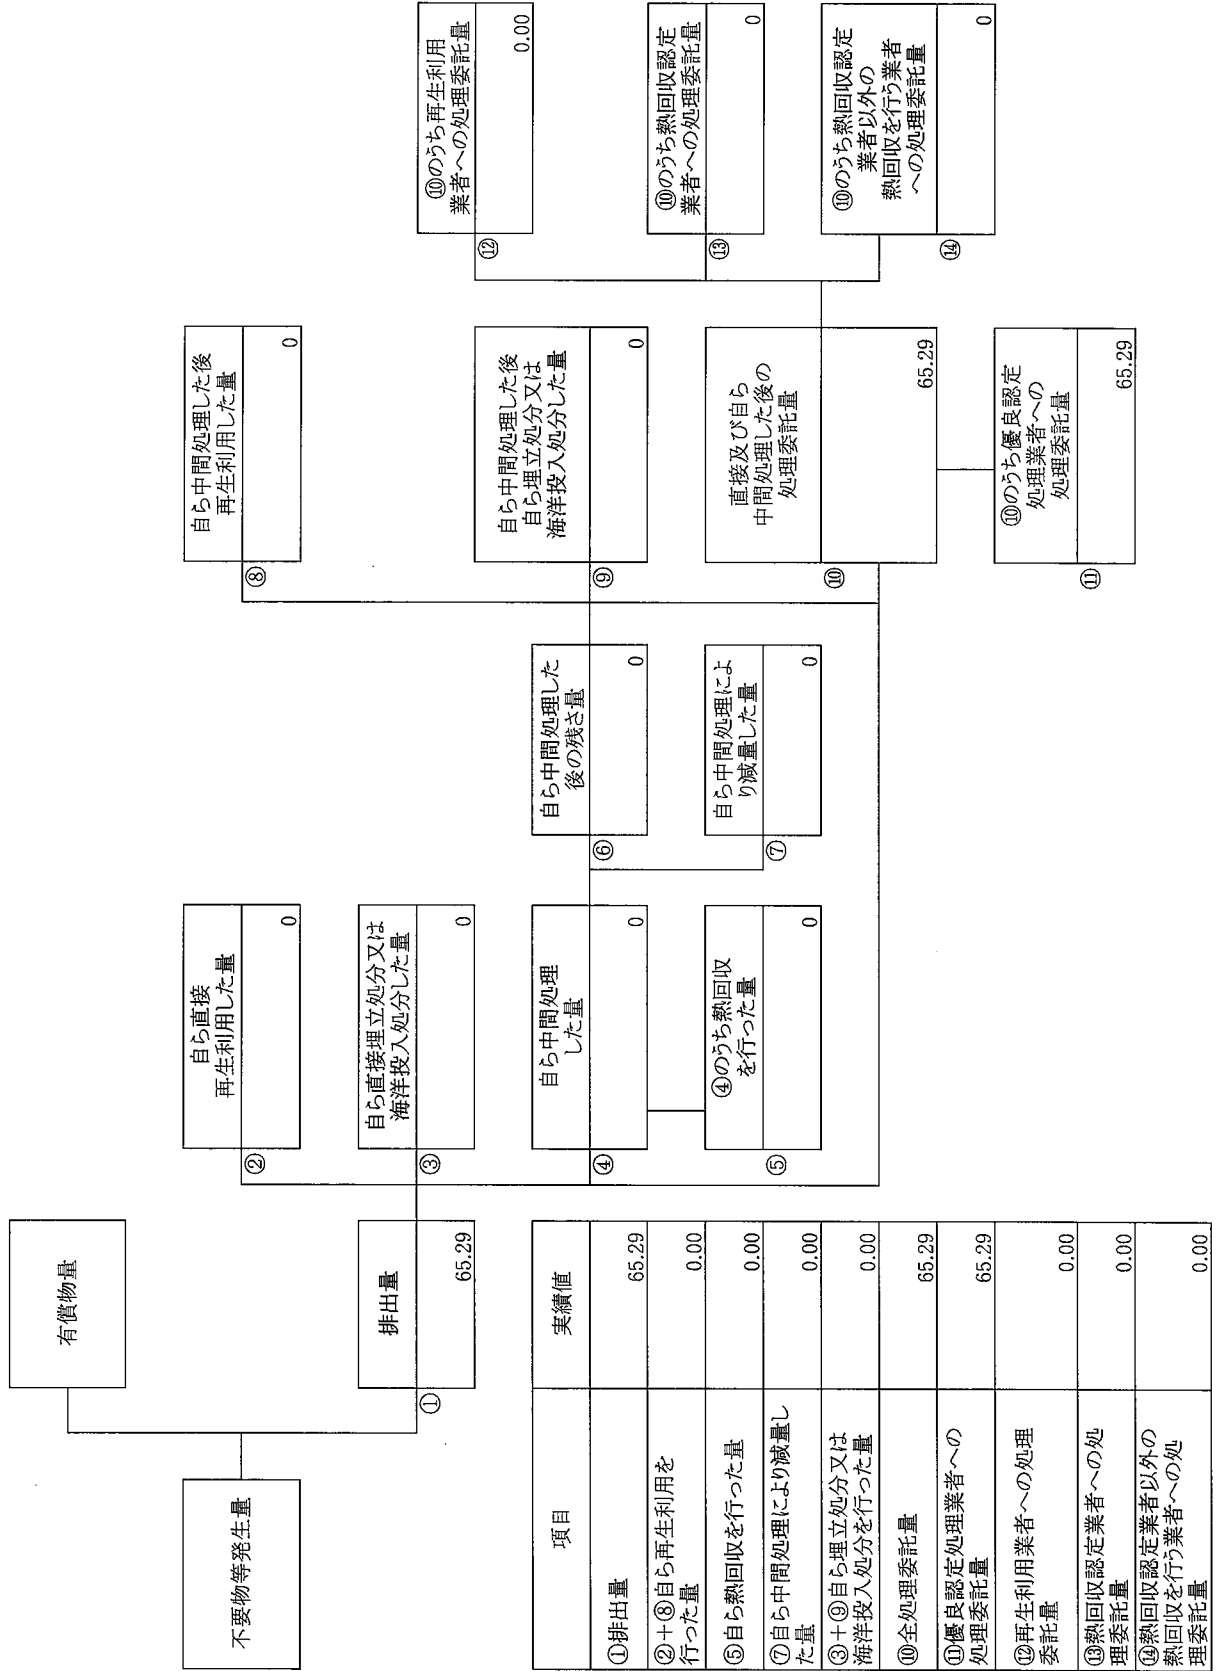 不要物等発生量
有償物量
排出量
①
65.29
自ら直接
再生利用した量
②
0
自ら直接埋立処分又は
海洋投入処分した量
③
0
自ら中間処理
した量
④
0
④のうち熱回収
を行った量
⑤
0
自ら中間処理した
後の残さ量
⑥
0
自ら中間処理によ
り減量した量
⑦
0
自ら中間処理した後
再生利用した量
⑧
0
自ら中間処理した後
自ら埋立処分又は
海洋投入処分した量
⑨
0
直接及び自ら
中間処理した後の
処理委託量
⑩
65.29
⑩のうち優良認定
処理業者への
処理委託量
⑪
65.29
⑩のうち再生利用
業者への処理委託量
⑫
0.00
⑩のうち熱回収認定
業者への処理委託量
⑬
0
⑩のうち熱回収認定
業者以外の
熱回収を行う業者
への処理委託量
⑭
0
項目 実績値
①排出量 65.29
②+⑧自ら再生利用を
行った量 0.00
⑤自ら熱回収を行った量 0.00
⑦自ら中間処理により減量し
た量 0.00
③+⑨自ら埋立処分又は
海洋投入処分を行った量 0.00
⑩全処理委託量 65.29
⑪優良認定処理業者への
処理委託量 65.29
⑫再生利用業者への処理
委託量 0.00
⑬熱回収認定業者への処
理委託量 0.00
⑭熱回収認定業者以外の
熱回収を行う業者への処
理委託量 0.00